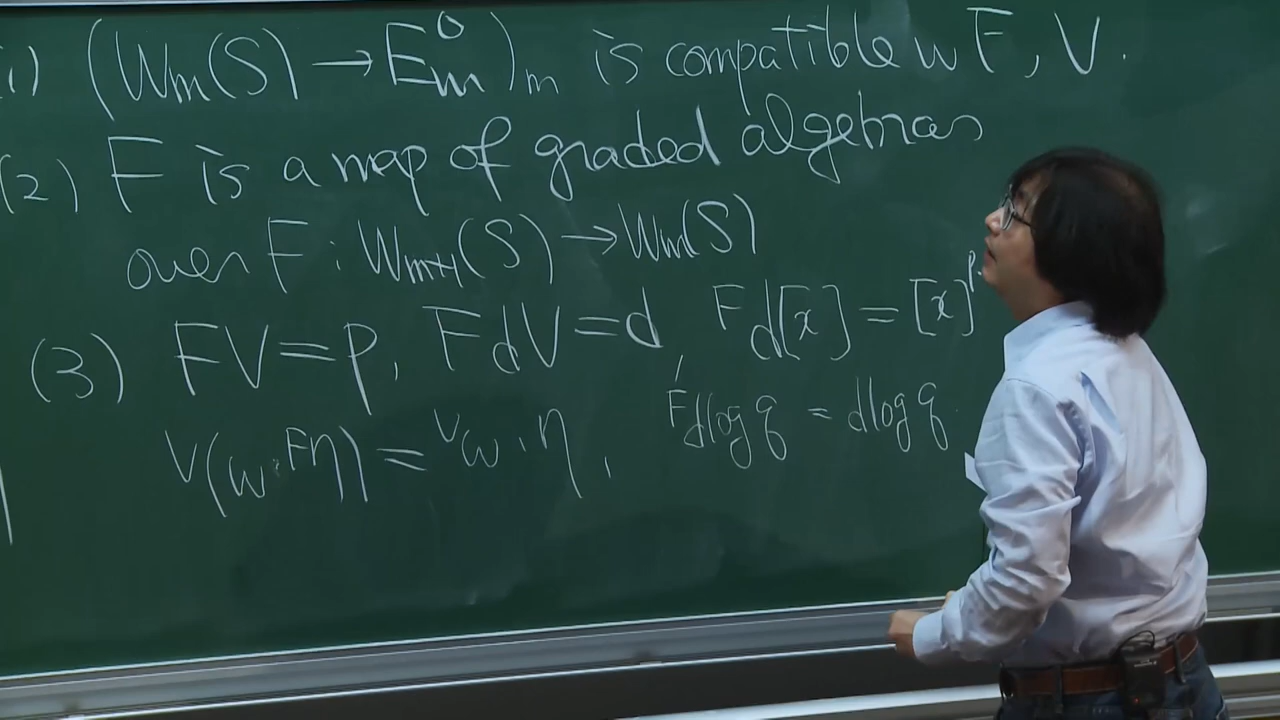 (1) (Wm(S) → E⁰m)m is compatible w F, V.
(2) F is a map of graded algebras
over F : Wm+1(S) → Wm(S)
(3) FV = p, FdV = d, ᶠd[x] = [x]ᵖ⁻
ⱽ(ω·ᶠη) = ⱽω·η, ᶠdlog q = dlog q.